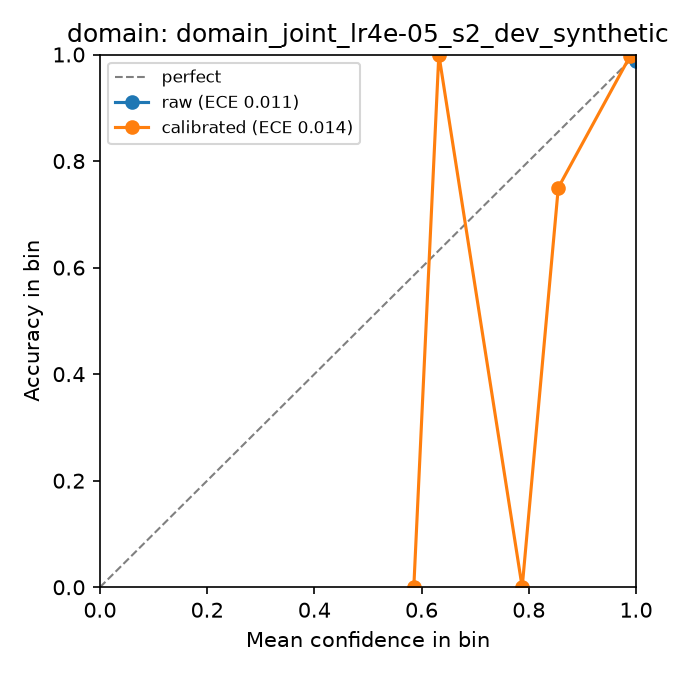 domain: domain_joint_lr4e-05_s2_dev_synthetic
1.0
0.8
0.6
0.4
0.2
0.0
perfect
raw (ECE 0.011)
calibrated (ECE 0.014)
Accuracy in bin
0.0 0.2 0.4 0.6 0.8 1.0
Mean confidence in bin